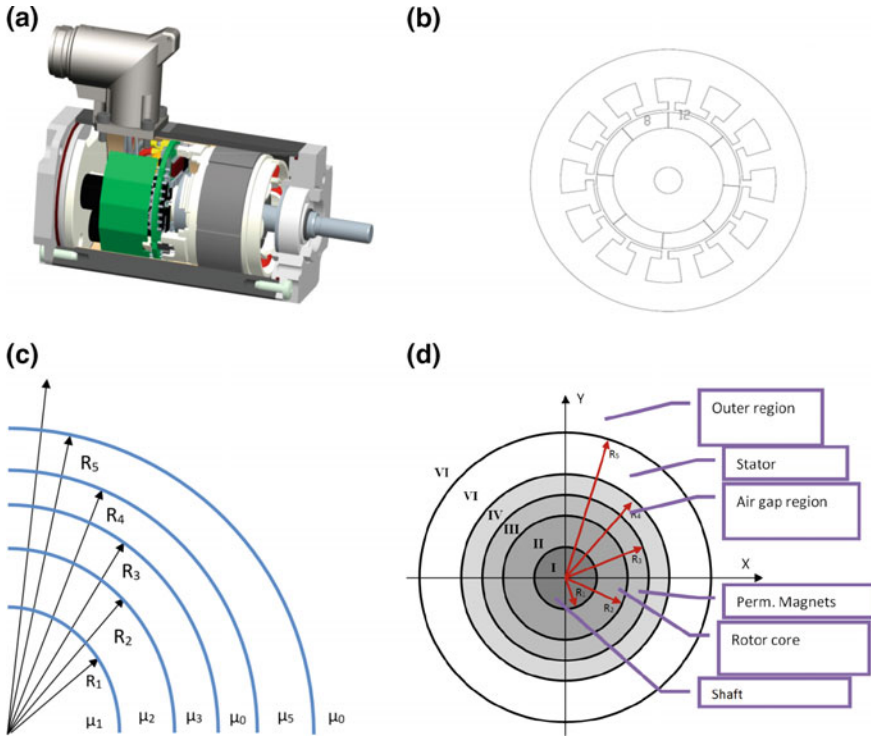 (a)
(b)
8 12
(c)
R5
R4
R3
R2
R1
μ1 μ2 μ3 μ0 μ5 μ0
(d)
Y
Outer region
Stator
Air gap region
R5
VI
VI
IV
III
II
I
R4
R3
R1
R2
X
Perm. Magnets
Rotor core
Shaft